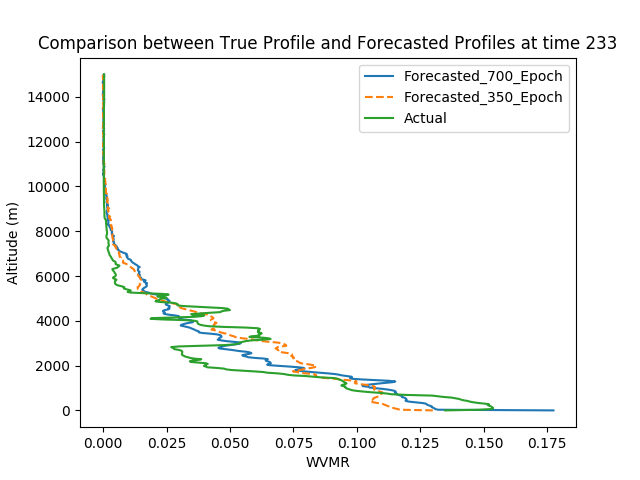 Comparison between True Profile and Forecasted Profiles at time 233
Forecasted_700_Epoch
Forecasted_350_Epoch
Actual
Altitude (m)
14000
12000
10000
8000
6000
4000
2000
0
0.000 0.025 0.050 0.075 0.100 0.125 0.150 0.175
WVMR